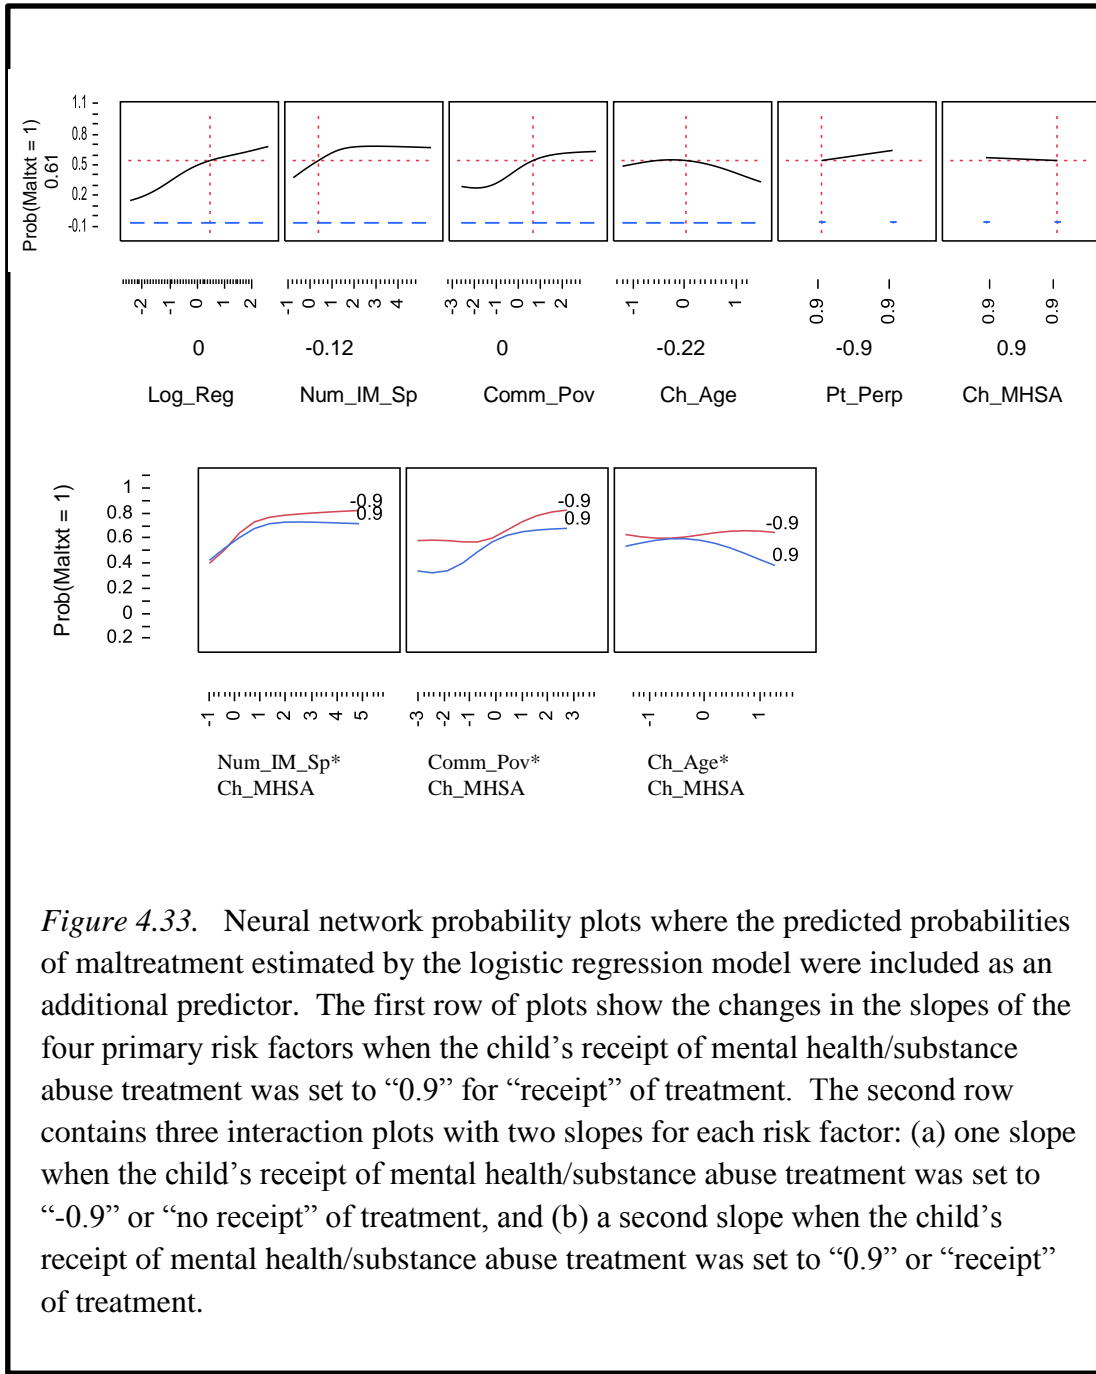 1.1
0.8
0.5
0.2
-0.1
Prob(Maltxt = 1)
0.61
-2 -1 0 1 2
-1 0 1 2 3 4
-3 -2 -1 0 1 2
-1 0 1
0.9 0.9
0.9 0.9
0 -0.12 0 -0.22 -0.9 0.9
Log_Reg Num_IM_Sp Comm_Pov Ch_Age Pt_Perp Ch_MHSA
Prob(Maltxt = 1)
1
0.8
0.6
0.4
0.2
0
0.2
-0.9
0.9
-0.9
0.9
-0.9
0.9
-1 0 1 2 3 4 5
-3 -2 -1 0 1 2 3
-1 0 1
Num_IM_Sp* Comm_Pov* Ch_Age*
Ch_MHSA Ch_MHSA Ch_MHSA
Figure 4.33. Neural network probability plots where the predicted probabilities
of maltreatment estimated by the logistic regression model were included as an
additional predictor. The first row of plots show the changes in the slopes of the
four primary risk factors when the child’s receipt of mental health/substance
abuse treatment was set to “0.9” for “receipt” of treatment. The second row
contains three interaction plots with two slopes for each risk factor: (a) one slope
when the child’s receipt of mental health/substance abuse treatment was set to
“-0.9” or “no receipt” of treatment, and (b) a second slope when the child’s
receipt of mental health/substance abuse treatment was set to “0.9” or “receipt”
of treatment.